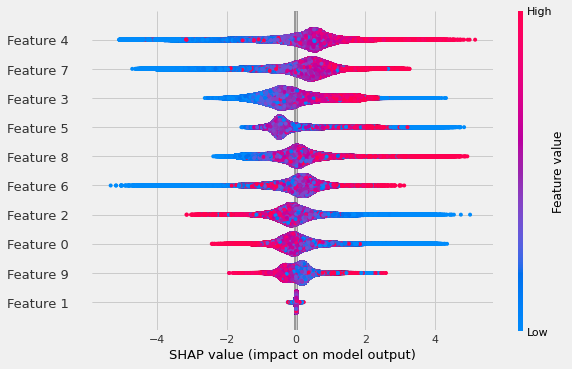 High
Feature 4
Feature 7
Feature 3
Feature 5
Feature 8
Feature 6
Feature 2
Feature 0
Feature 9
Feature 1
Feature value
Low
−4 −2 0 2 4
SHAP value (impact on model output)